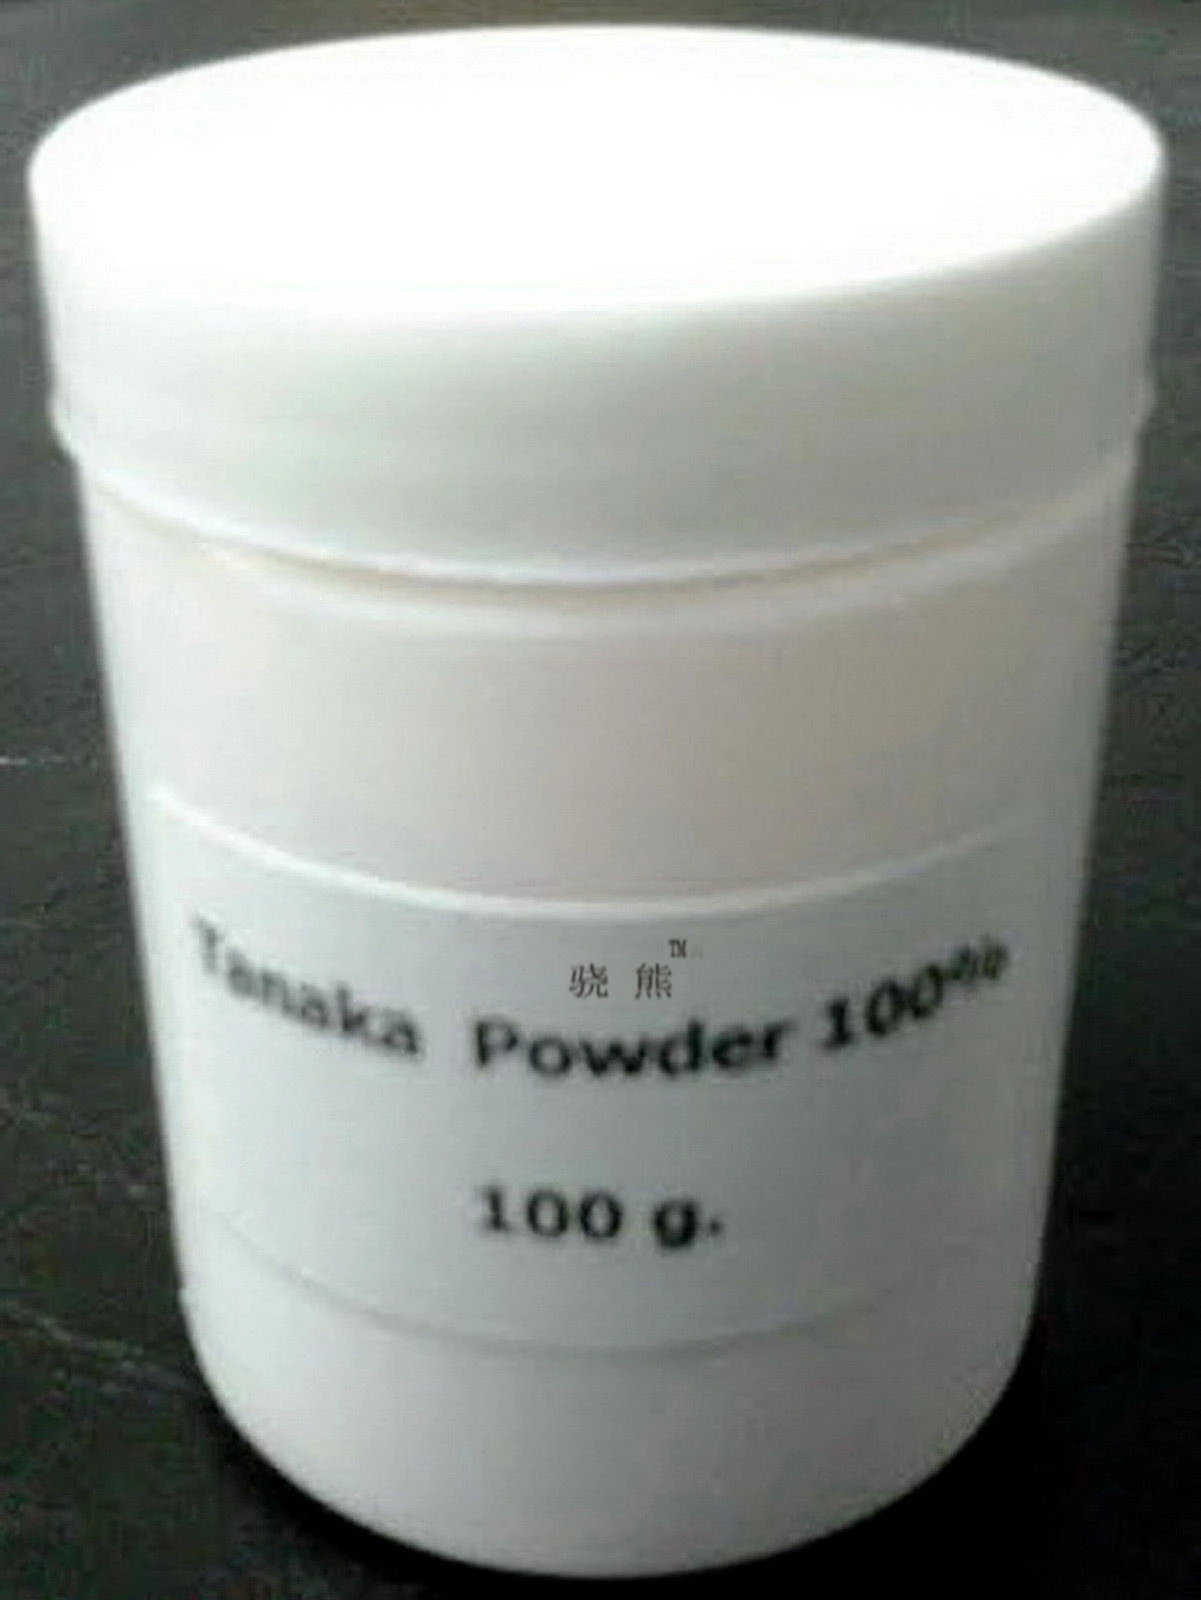 骁熊™
Tanaka Powder 100%
100 g.